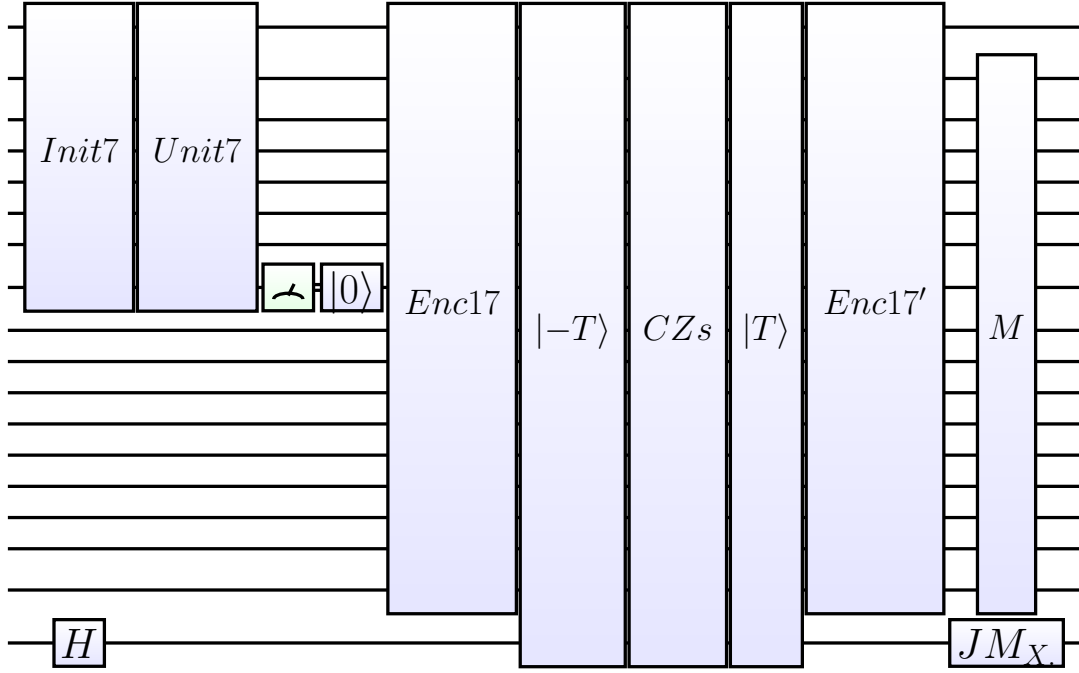 Init7
Unit7
|0⟩
Enc17
|−T⟩
CZs
|T⟩
Enc17′
M
H
JM_X.